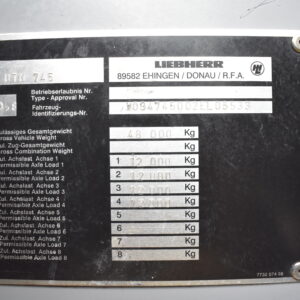 LIEBHERR
89582 EHINGEN / DONAU / R.F.A.
745
Betriebserlaubnis Nr.
Type - Approval Nr.
Fahrzeug-
Identifizierungs-Nr.
zulässiges Gesamtgewicht
Gross Vehicle Weight
48 000 Kg
zul. Zug-Gesamtgewicht
Gross Combination Weight
Kg
Zul. Achslast Achse 1
Permissible Axle Load 1
1 12 000 Kg
Zul. Achslast Achse 2
Permissible Axle Load 2
2 12 000 Kg
Zul. Achslast Achse 3
Permissible Axle Load 3
3 Kg
Zul. Achslast Achse 4
Permissible Axle Load 4
4 Kg
Zul. Achslast Achse 5
Permissible Axle Load 5
5 Kg
Zul. Achslast Achse 6
Permissible Axle Load 6
6 Kg
Zul. Achslast Achse 7
Permissible Axle Load 7
7 Kg
Zul. Achslast Achse 8
Permissible Axle Load 8
8 Kg